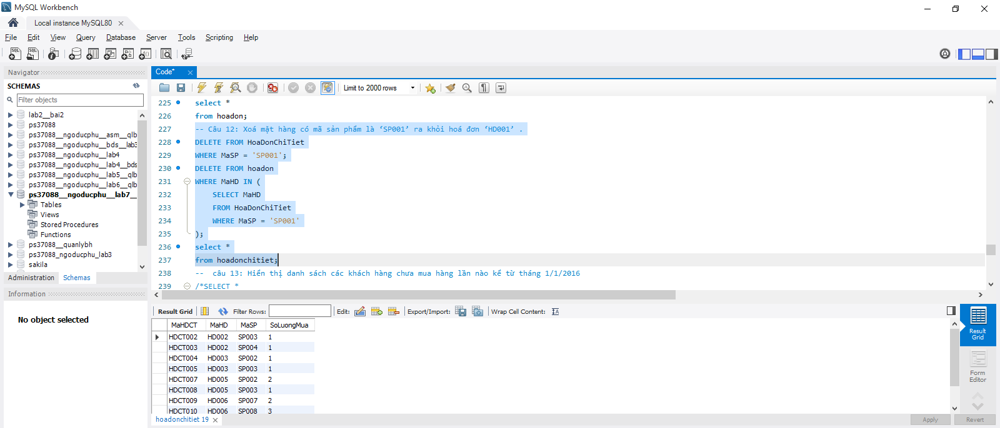 MySQL Workbench
Local instance MySQL80
File Edit View Query Database Server Tools Scripting Help
Navigator
SCHEMAS
Filter objects
lab2__bai2
ps37088
ps37088__ngoducphu__asm__qlb
ps37088__ngoducphu__bds__lab3
ps37088__ngoducphu__lab4
ps37088__ngoducphu__lab4__bds
ps37088__ngoducphu__lab5__qlb
ps37088__ngoducphu__lab6__qlb
ps37088__ngoducphu__lab7__
Tables
Views
Stored Procedures
Functions
ps37088__quanlybh
ps37088_ngoducphu_lab3
sakila
Administration Schemas
Information
No object selected
Code*
Limit to 2000 rows
225 select *
226 from hoadon;
227 -- Câu 12: Xoá mặt hàng có mã sản phẩm là ‘SP001’ ra khỏi hoá đơn ‘HD001’ .
228 DELETE FROM HoaDonChiTiet
229 WHERE MaSP = 'SP001';
230 DELETE FROM hoadon
231 WHERE MaHD IN (
232 SELECT MaHD
233 FROM HoaDonChiTiet
234 WHERE MaSP = 'SP001'
235 );
236 select *
237 from hoadonchitiet;
238 -- câu 13: Hiển thị danh sách các khách hàng chưa mua hàng lần nào kể từ tháng 1/1/2016
239 /*SELECT *
Result Grid Filter Rows: Edit: Export/Import: Wrap Cell Content:
MaHDCT MaHD MaSP SoLuongMua
HDCT002 HD002 SP003 1
HDCT003 HD002 SP004 1
HDCT004 HD003 SP002 1
HDCT005 HD003 SP003 1
HDCT007 HD005 SP002 2
HDCT008 HD005 SP003 1
HDCT009 HD006 SP007 2
HDCT010 HD006 SP008 3
Result
Grid
Form
Editor
hoadonchitiet 19
Apply Revert